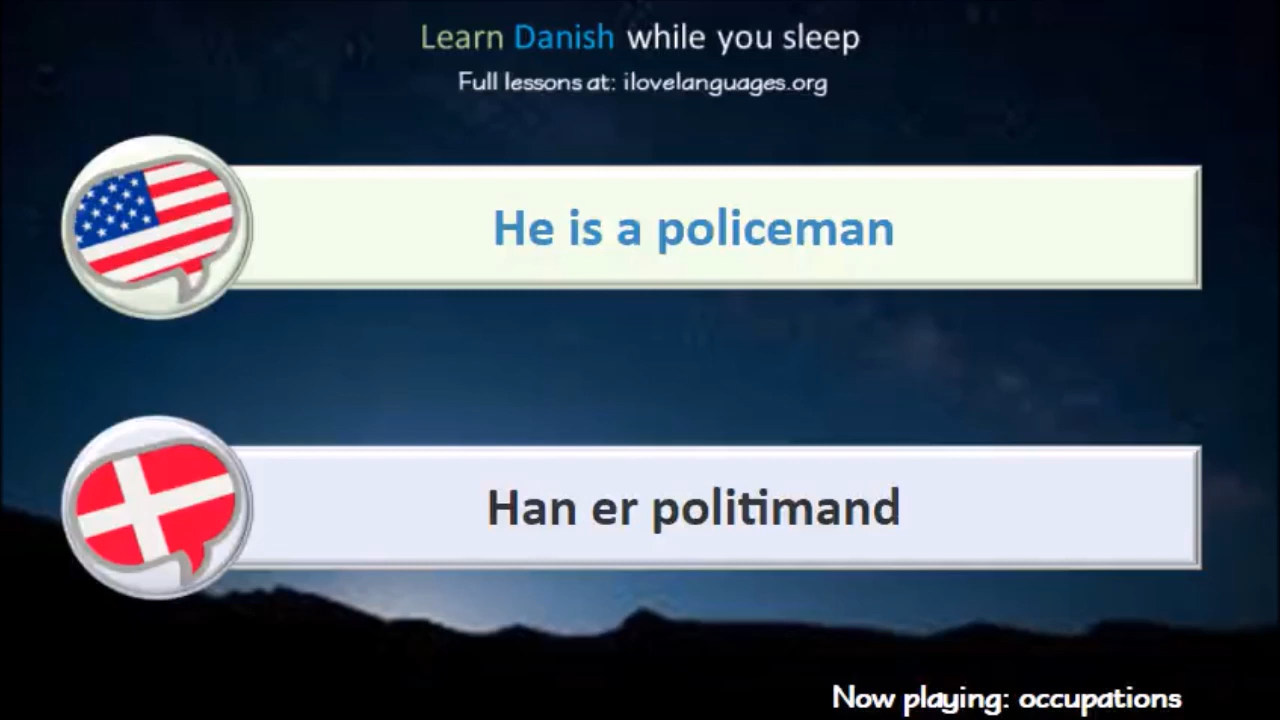 Learn Danish while you sleep
Full lessons at: ilovelanguages.org
He is a policeman
Han er politimand
Now playing: occupations